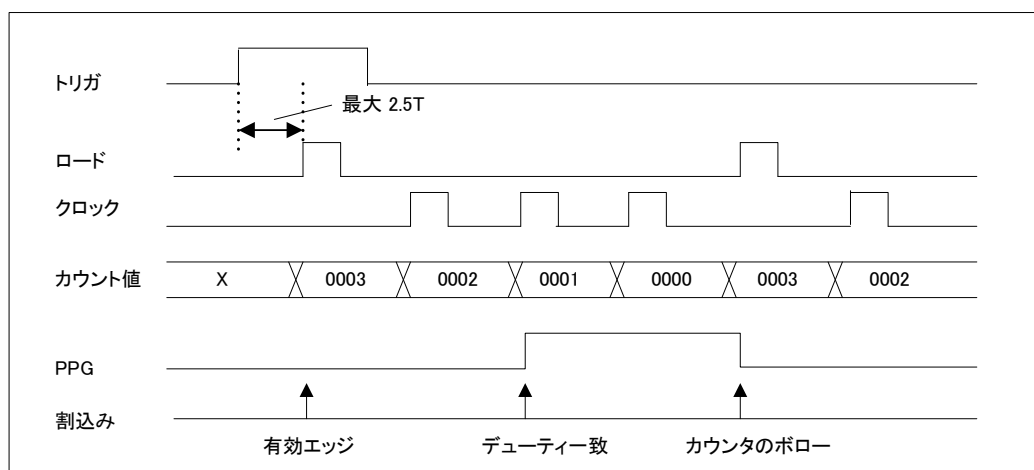 トリガ
最大 2.5T
ロード
クロック
カウント値 X 0003 0002 0001 0000 0003 0002
PPG
割込み
有効エッジ デューティ一致 カウンタのボロー